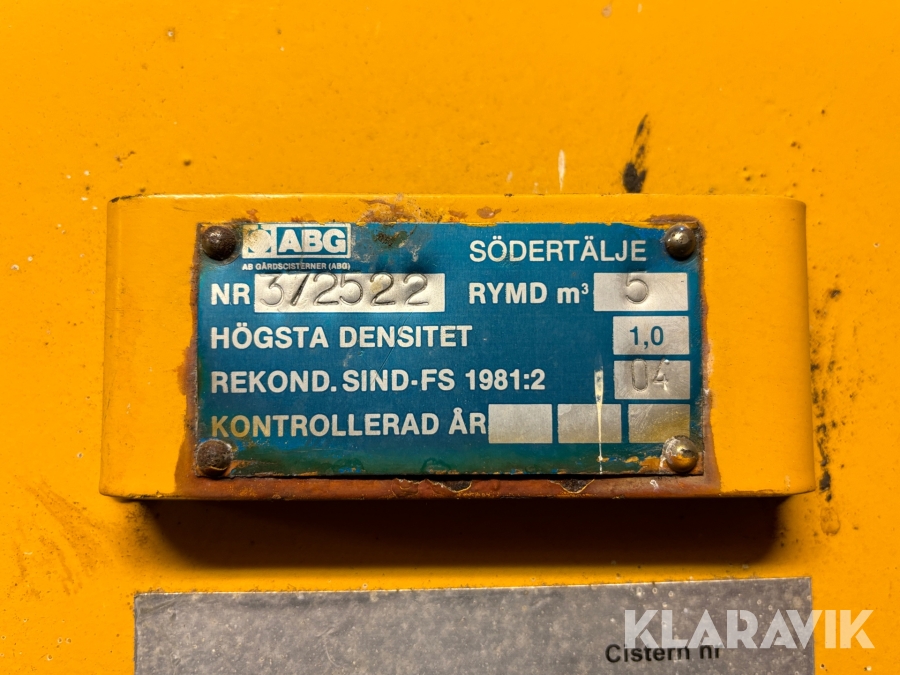 ABG
AB GÅRDSCISTERNER (ABG)
SÖDERTÄLJE
NR 372522 RYMD m³ 5
HÖGSTA DENSITET 1,0
REKOND. SIND-FS 1981:2 04
KONTROLLERAD ÅR
KLARAVIK
Cistern nr